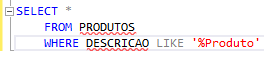 SELECT *
FROM PRODUTOS
WHERE DESCRICAO LIKE '%Produto'